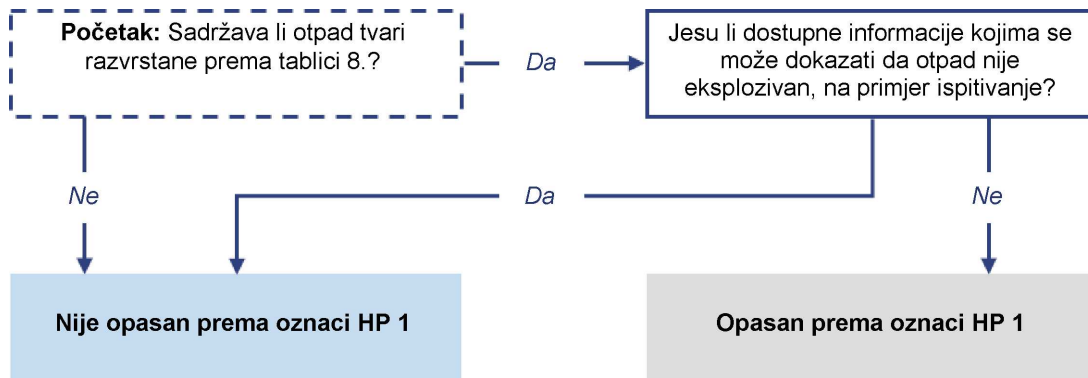 Početak: Sadržava li otpad tvari
razvrstane prema tablici 8.?
Da
Jesu li dostupne informacije kojima se
može dokazati da otpad nije
eksplozivan, na primjer ispitivanje?
Ne
Da
Ne
Nije opasan prema oznaci HP 1
Opasan prema oznaci HP 1